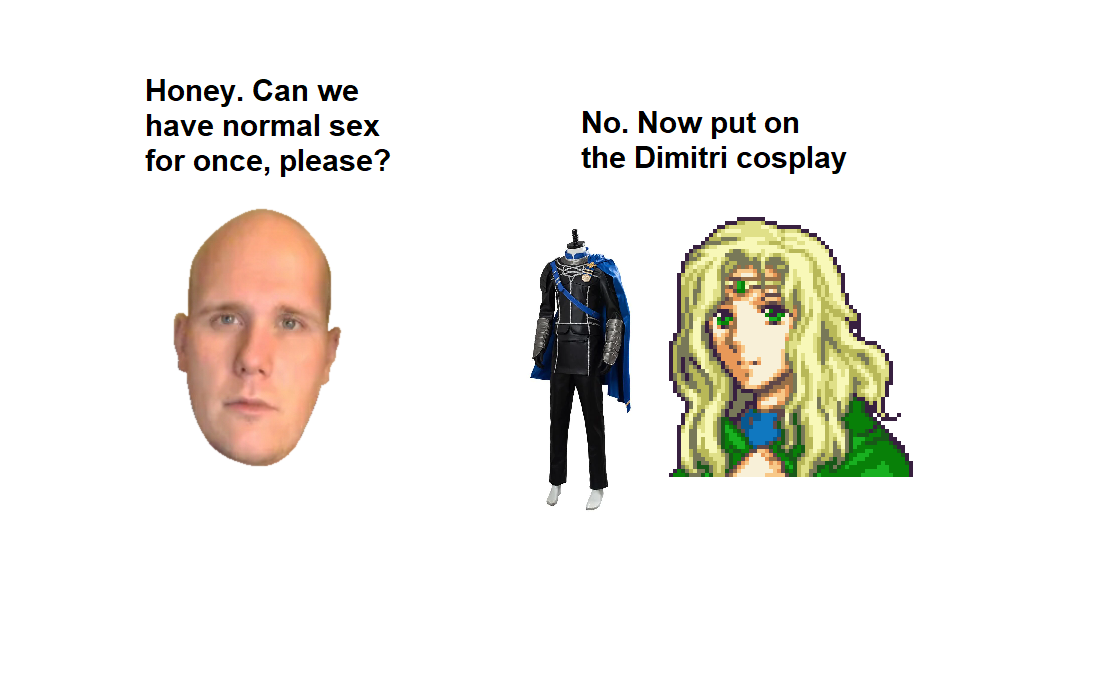 Honey. Can we
have normal sex
for once, please?
No. Now put on
the Dimitri cosplay